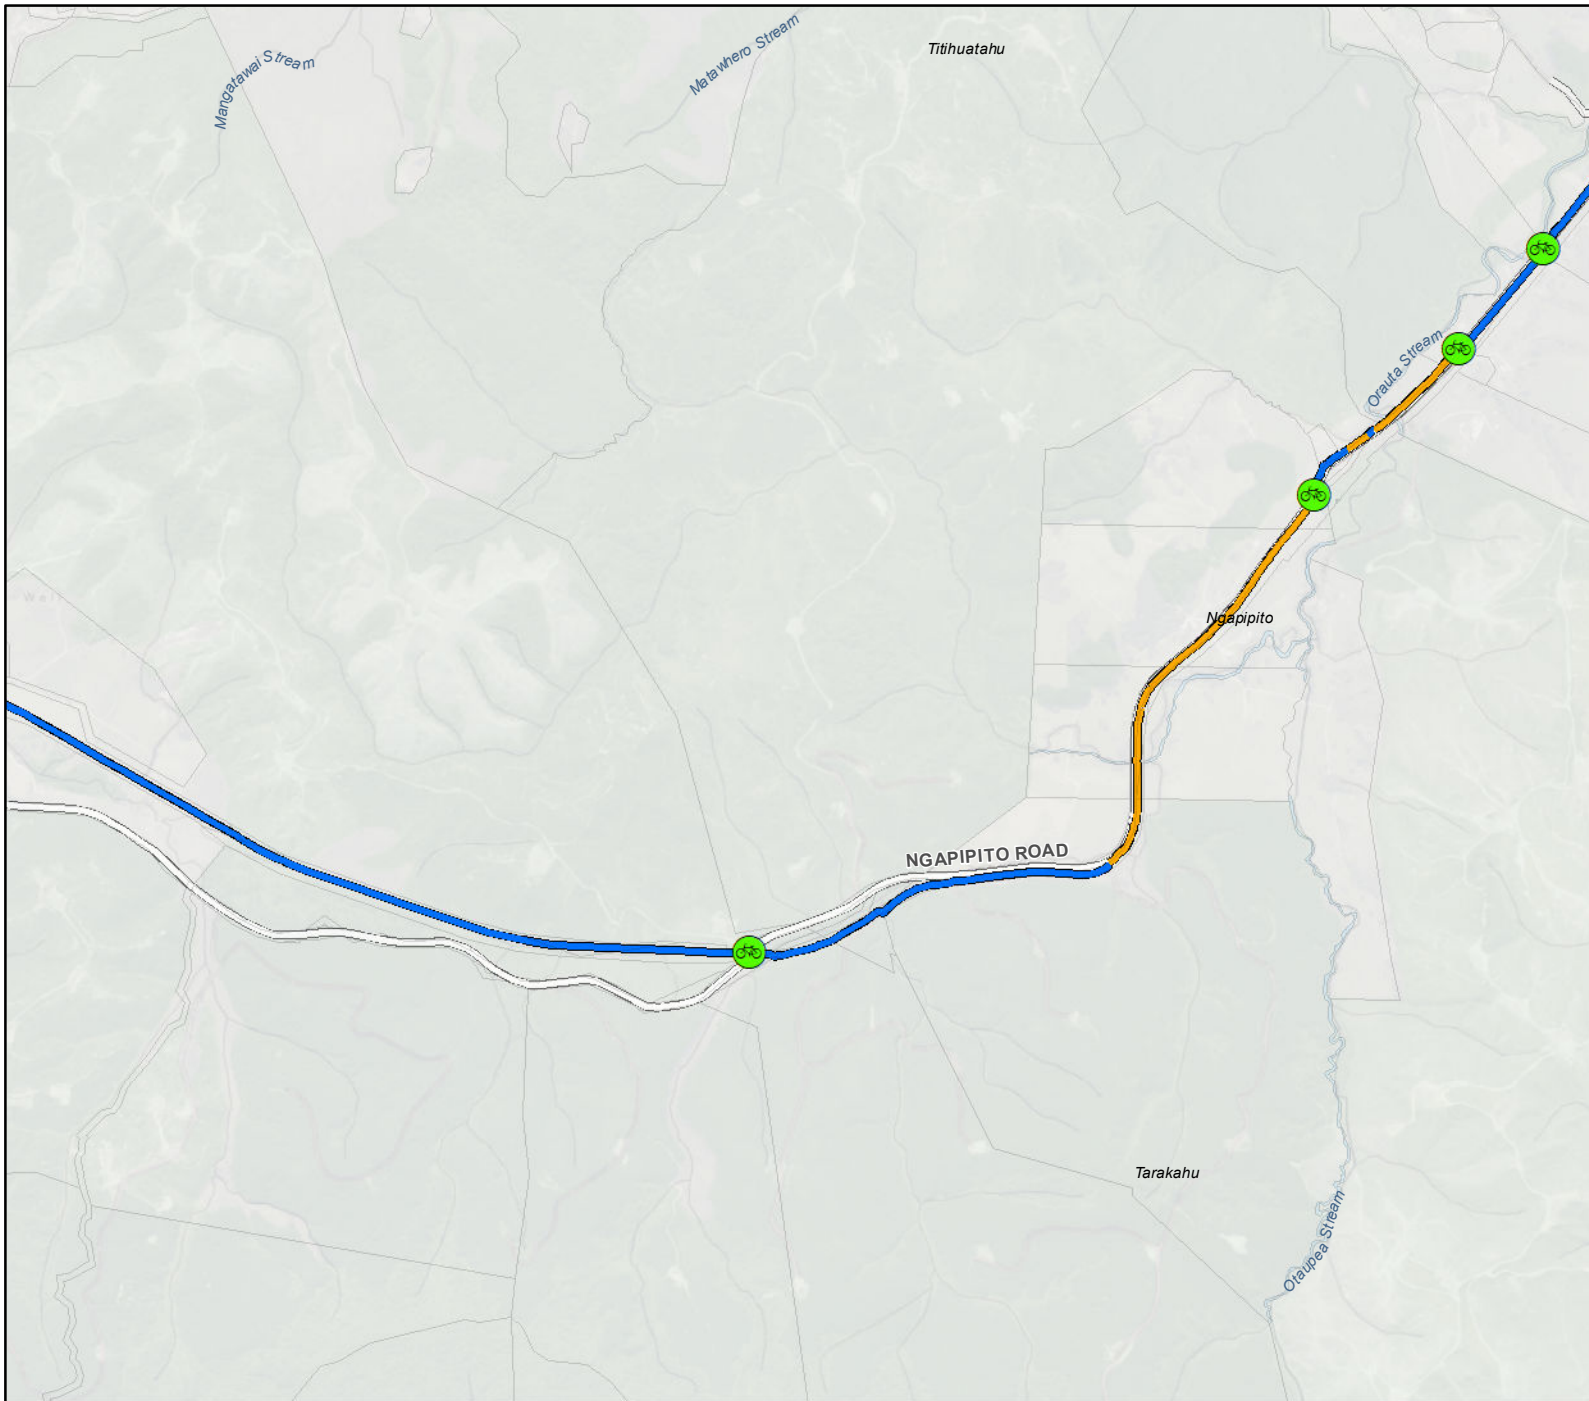 Titihuatahu
Matawhero Stream
Mangatawai Stream
Orauta Stream
Ngapipito
NGAPIPITO ROAD
Tarakahu
Otaupea Stream